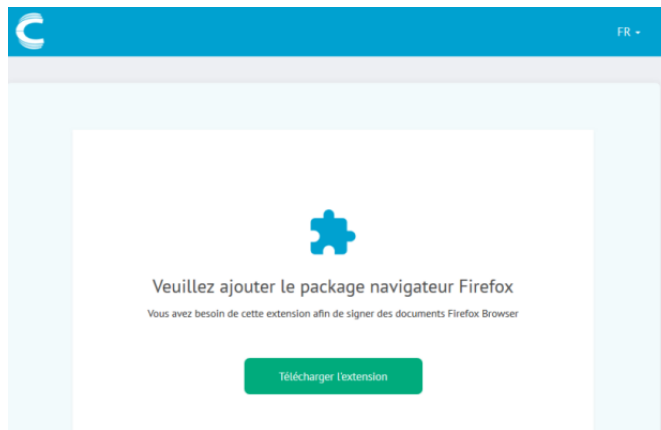 FR
Veuillez ajouter le package navigateur Firefox
Vous avez besoin de cette extension afin de signer des documents Firefox Browser
Télécharger l'extension